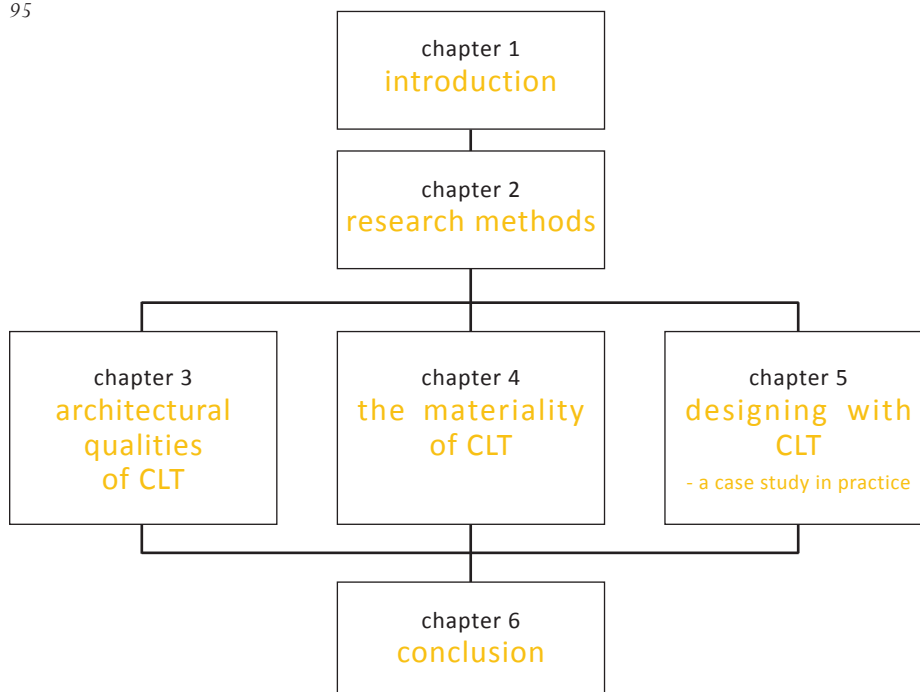 95
chapter 1
introduction
chapter 2
research methods
chapter 3
architectural
qualities
of CLT
chapter 4
the materiality
of CLT
chapter 5
designing with
CLT
- a case study in practice
chapter 6
conclusion